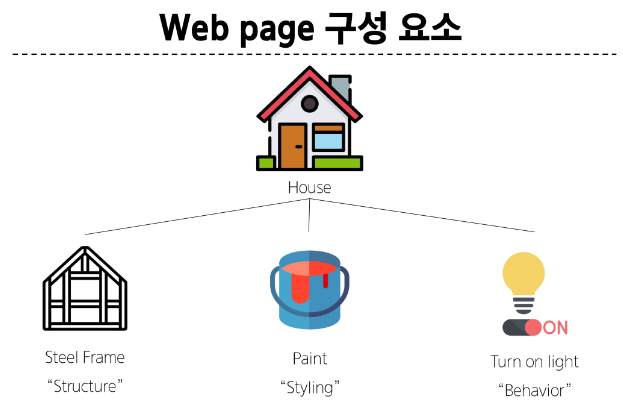 Web page 구성 요소
House
Steel Frame
"Structure"
Paint
"Styling"
ON
Turn on light
"Behavior"